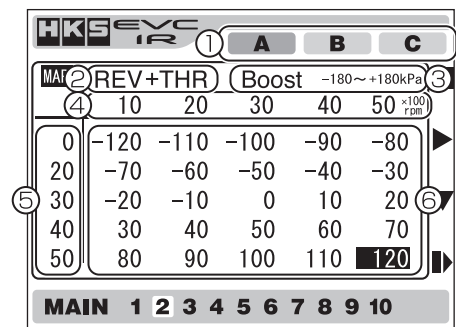 HKS EVC IR ① A B C
MAP ② REV+THR Boost -180～+180kPa ③
④ 10 20 30 40 50 ×100 rpm
0 -120 -110 -100 -90 -80
20 -70 -60 -50 -40 -30
⑤ 30 -20 -10 0 10 20 ⑥
40 30 40 50 60 70
50 80 90 100 110 120
MAIN 1 2 3 4 5 6 7 8 9 10